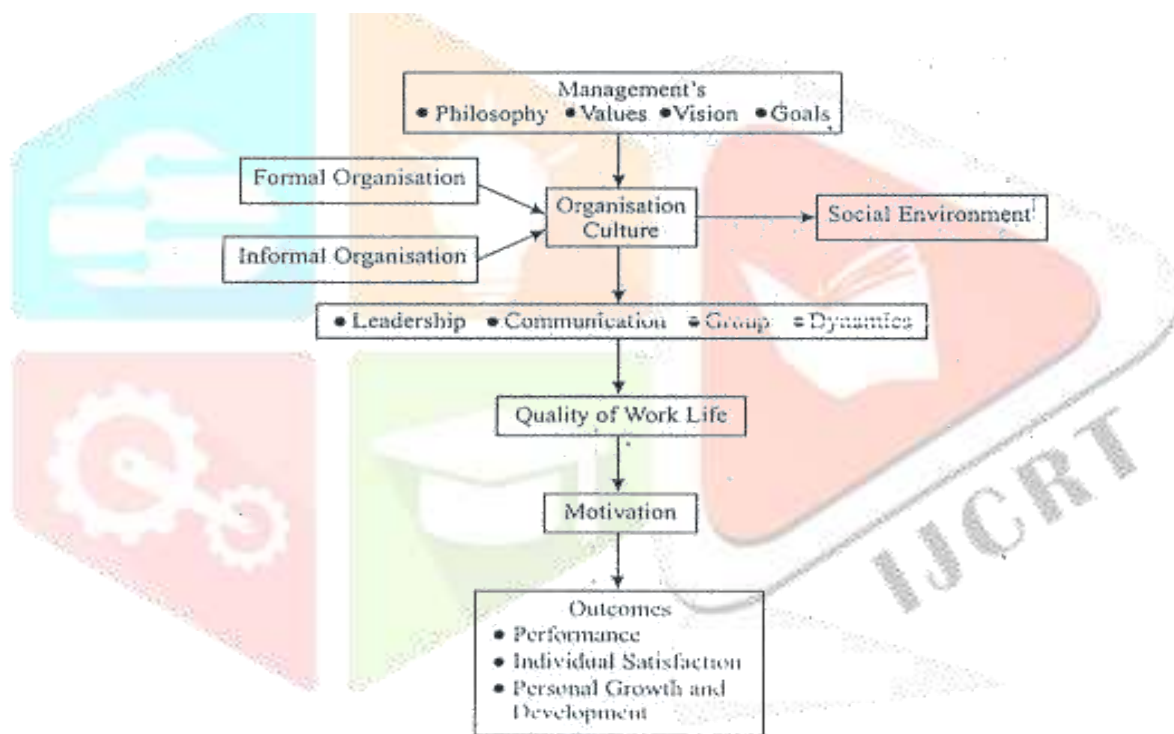 Management's
● Philosophy ● Values ● Vision ● Goals
Formal Organisation
Organisation
Culture
Social Environment
Informal Organisation
● Leadership ● Communication ● Group ● Dynamics
Quality of Work Life
Motivation
Outcomes
● Performance
● Individual Satisfaction
● Personal Growth and
Development
IJCRT